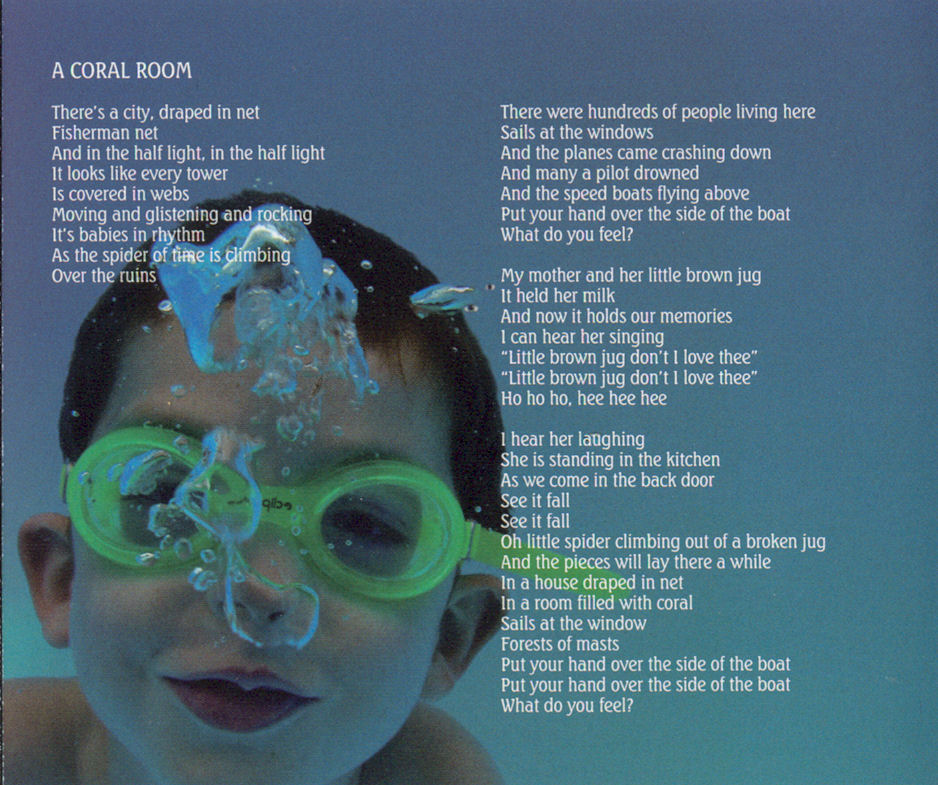 A CORAL ROOM
There's a city, draped in net
Fisherman net
And in the half light, in the half light
It looks like every tower
Is covered in webs
Moving and glistening and rocking
It's babies in rhythm
As the spider of time is climbing
Over the ruins
There were hundreds of people living here
Sails at the windows
And the planes came crashing down
And many a pilot drowned
And the speed boats flying above
Put your hand over the side of the boat
What do you feel?
My mother and her little brown jug
It held her milk
And now it holds our memories
I can hear her singing
"Little brown jug don't I love thee"
"Little brown jug don't I love thee"
Ho ho ho, hee hee hee
I hear her laughing
She is standing in the kitchen
As we come in the back door
See it fall
See it fall
Oh little spider climbing out of a broken jug
And the pieces will lay there a while
In a house draped in net
In a room filled with coral
Sails at the window
Forests of masts
Put your hand over the side of the boat
Put your hand over the side of the boat
What do you feel?